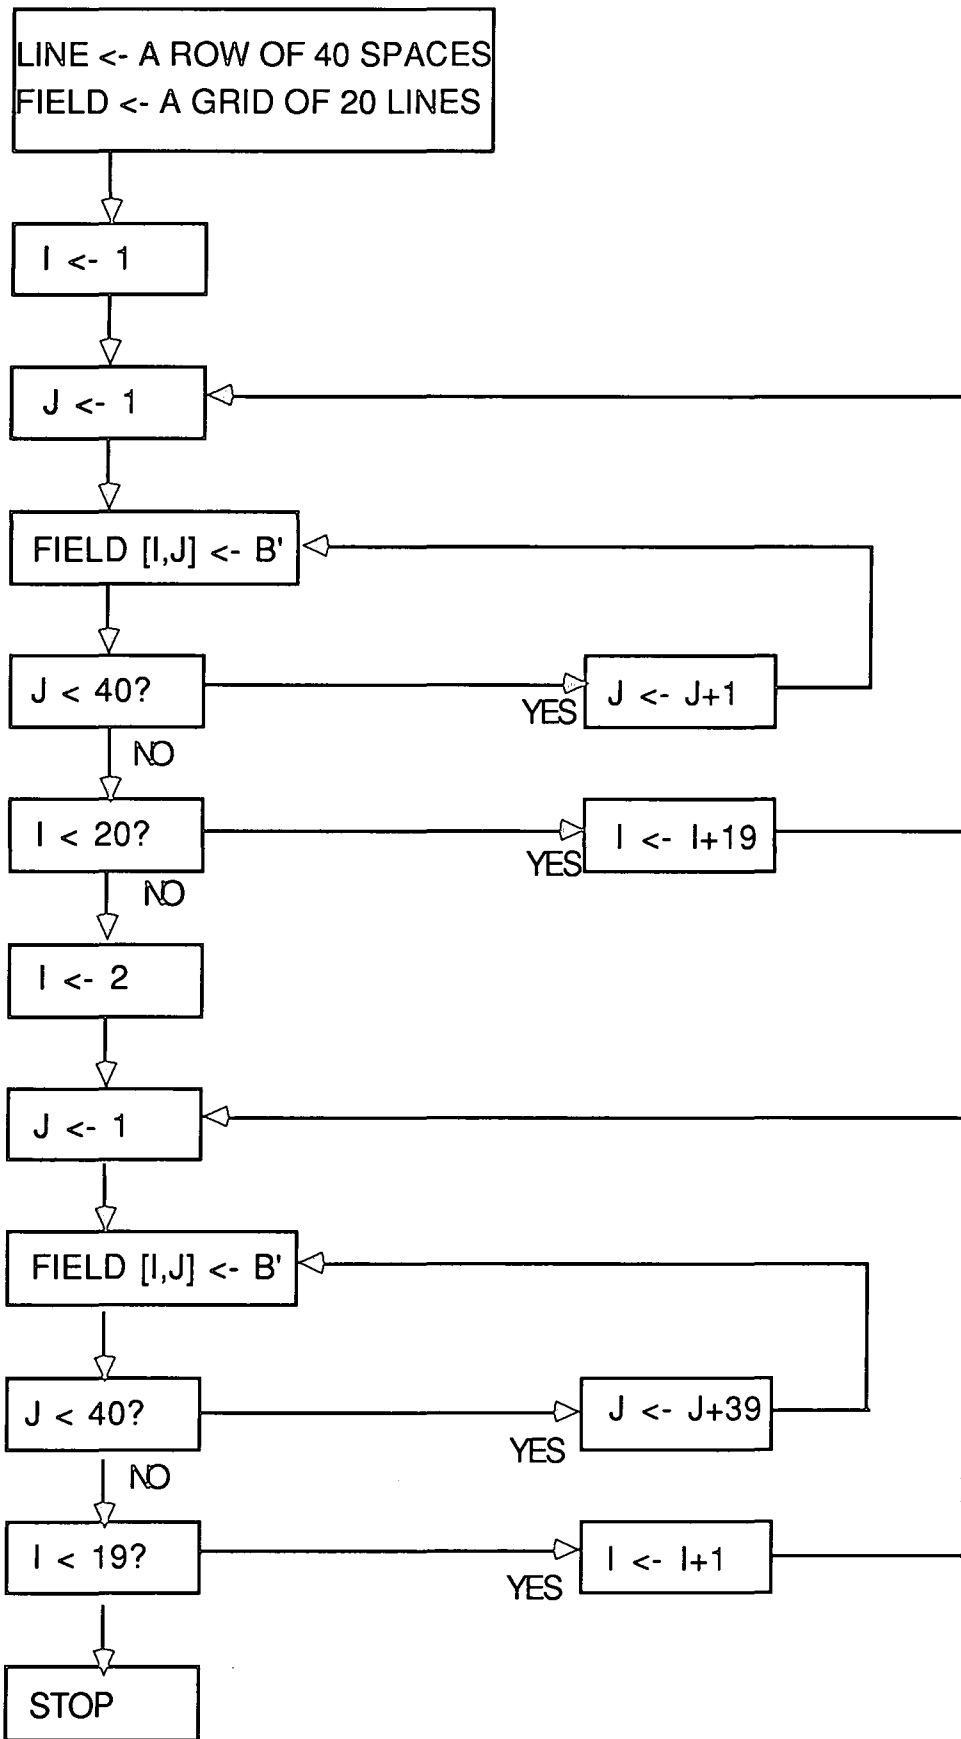 LINE <- A ROW OF 40 SPACES
FIELD <- A GRID OF 20 LINES
I <- 1
J <- 1
FIELD [I,J] <- B'
J < 40?
YES
J <- J+1
NO
I < 20?
YES
I <- I+19
NO
I <- 2
J <- 1
FIELD [I,J] <- B'
J < 40?
YES
J <- J+39
NO
I < 19?
YES
I <- I+1
STOP